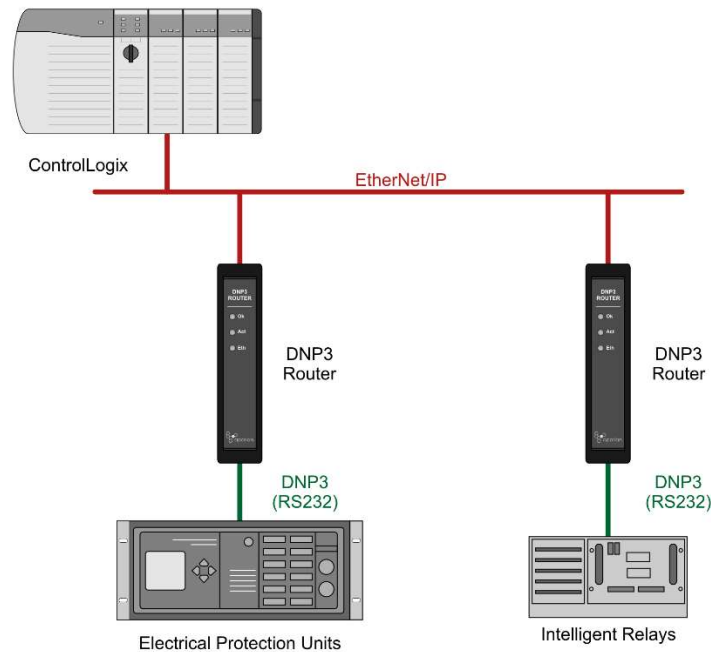 ControlLogix
EtherNet/IP
DNP3
ROUTER
Ok
Act
Eth
DNP3
Router
DNP3
ROUTER
Ok
Act
Eth
DNP3
Router
DNP3
(RS232)
DNP3
(RS232)
Electrical Protection Units
Intelligent Relays